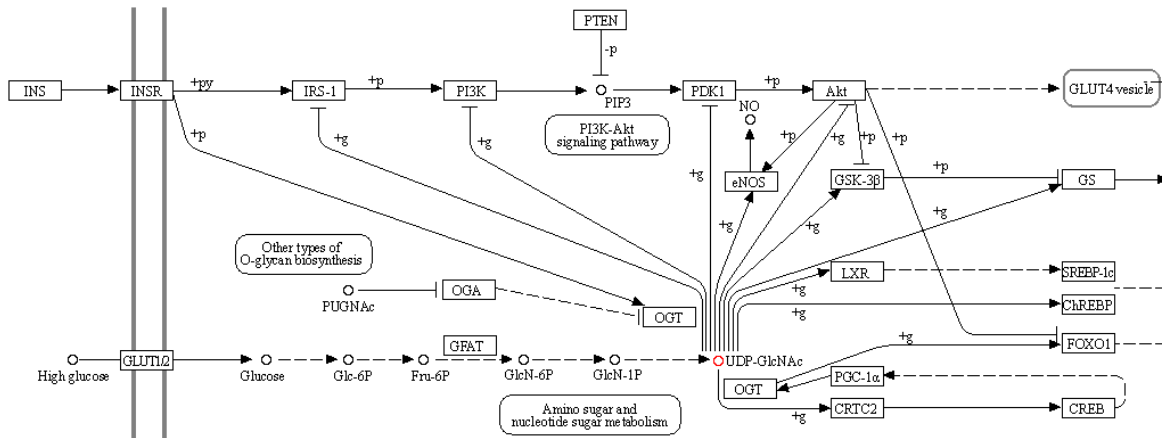 PTEN
-p
INS
INSR
+py
IRS-1
+p
PI3K
PIP3
PDK1
+p
Akt
GLUT4 vesicle
+p
+g
+g
PI3K-Akt
signaling pathway
NO
+p
+g
+p
+p
+g
eNOS
GSK-3β
+p
GS
+g
+g
+g
Other types of
O-glycan biosynthesis
PUGNAc
OGA
OGT
LXR
+g
SREBP-1c
+g
ChREBP
+g
FOXO1
GLUT1/2
High glucose
Glucose
Glc-6P
Fru-6P
GFAT
GlcN-6P
GlcN-1P
UDP-GlcNAc
OGT
PGC-1α
Amino sugar and
nucleotide sugar metabolism
+g
CRTC2
CREB